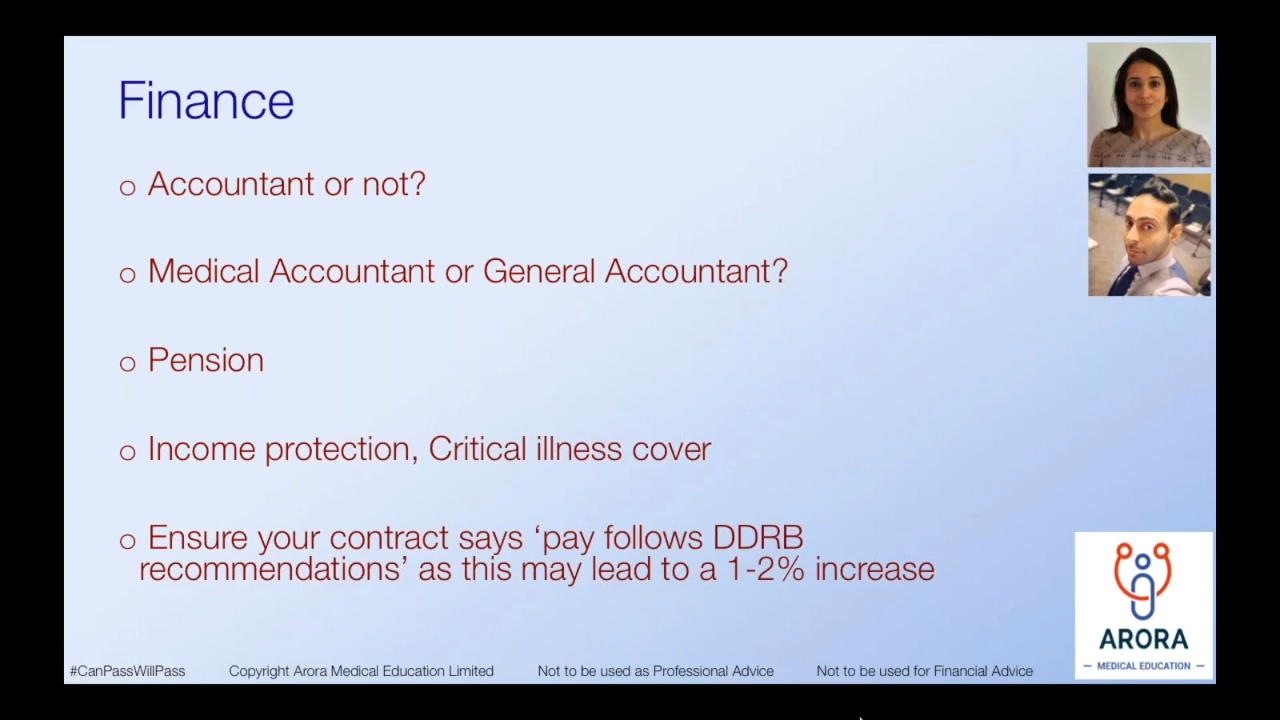 Finance
o Accountant or not?
o Medical Accountant or General Accountant?
o Pension
o Income protection, Critical illness cover
o Ensure your contract says ‘pay follows DDRB
recommendations’ as this may lead to a 1-2% increase
ARORA
– MEDICAL EDUCATION –
#CanPassWillPass Copyright Arora Medical Education Limited Not to be used as Professional Advice Not to be used for Financial Advice